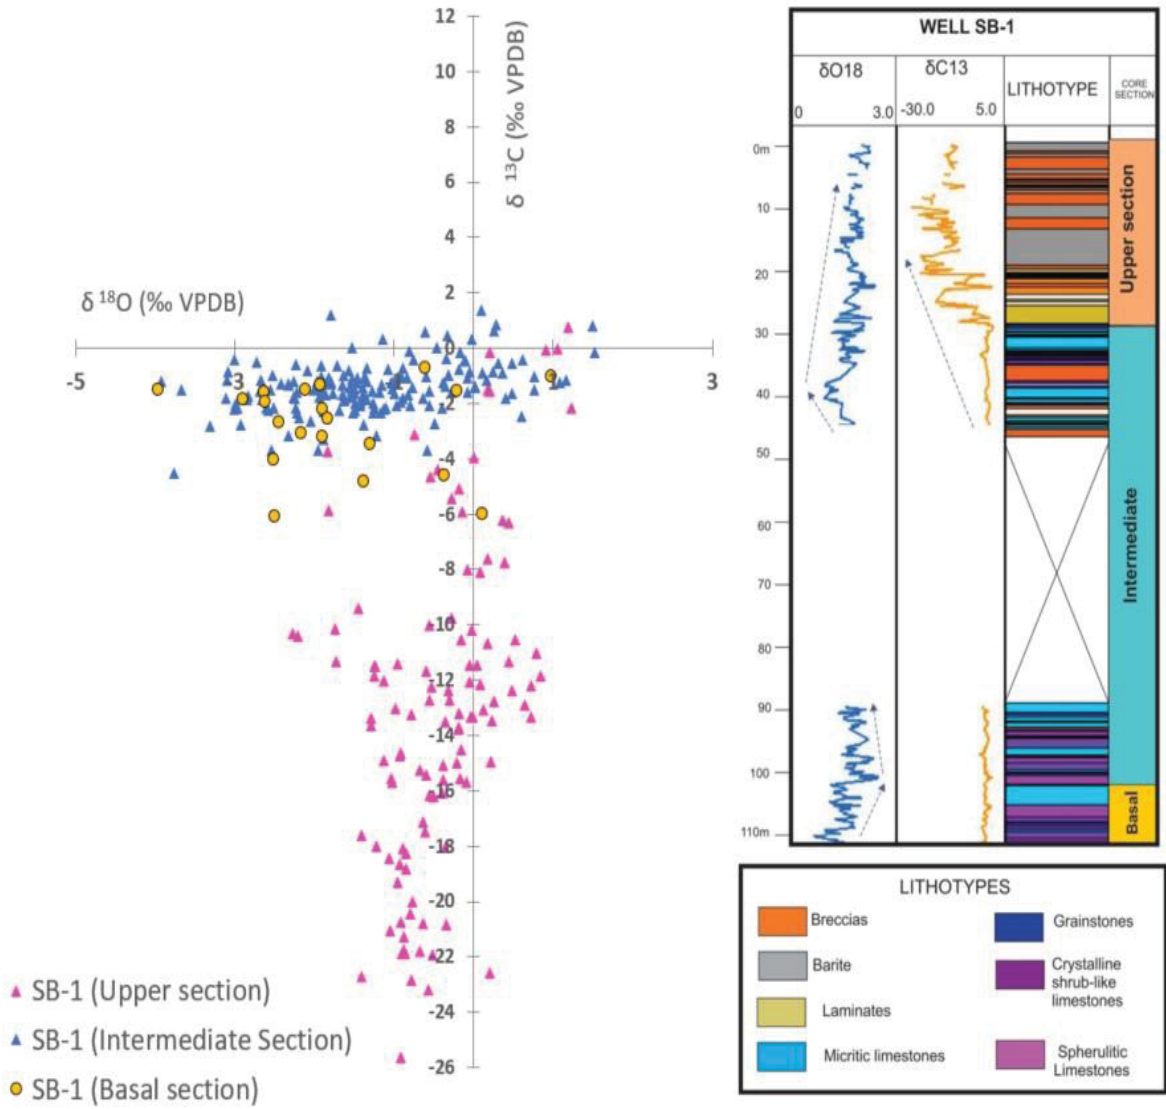 12
10
8
6
4
2
0
-2
-4
-6
-8
-10
-12
-14
-16
-18
-20
-22
-24
-26
δ 13C (‰ VPDB)
δ 18O (‰ VPDB)
-5
-3
-1
1
3
SB-1 (Upper section)
SB-1 (Intermediate Section)
SB-1 (Basal section)
WELL SB-1
δO18
δC13
LITHOTYPE
CORE
SECTION
0
3.0
-30.0
5.0
0m
10
20
30
40
50
60
70
80
90
100
110m
Upper section
Intermediate
Basal
LITHOTYPES
Breccias
Barite
Laminates
Micritic limestones
Grainstones
Crystalline
shrub-like
limestones
Spherulitic
Limestones